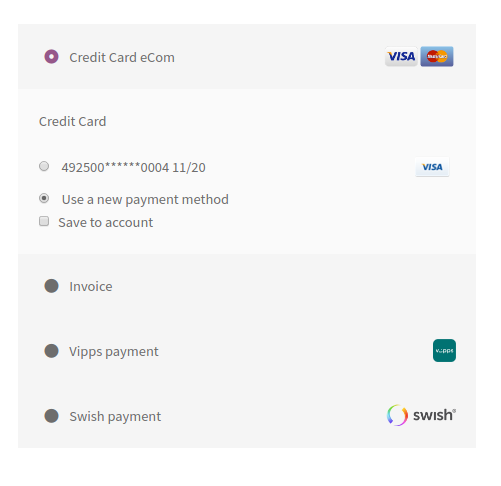 Credit Card eCom VISA MasterCard
Credit Card
492500******0004 11/20 VISA
Use a new payment method
Save to account
Invoice
Vipps payment v.pps
Swish payment swish®